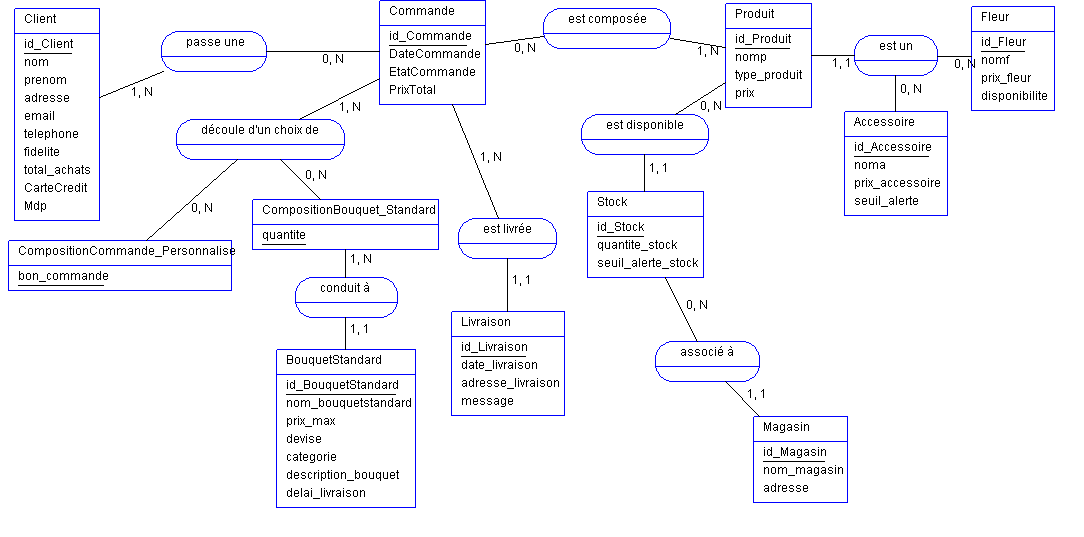 Client
id_Client
nom
prenom
adresse
email
telephone
fidelite
total_achats
CarteCredit
Mdp
passe une
1, N
0, N
Commande
id_Commande
DateCommande
EtatCommande
PrixTotal
est composée
0, N
1, N
Produit
id_Produit
nomp
type_produit
prix
est un
1, 1
0, N
0, N
Fleur
id_Fleur
nomf
prix_fleur
disponibilite
Accessoire
id_Accessoire
noma
prix_accessoire
seuil_alerte
découle d'un choix de
1, N
0, N
0, N
CompositionCommande_Personnalise
bon_commande
CompositionBouquet_Standard
quantite
conduit à
1, N
1, 1
BouquetStandard
id_BouquetStandard
nom_bouquetstandard
prix_max
devise
categorie
description_bouquet
delai_livraison
est livrée
1, N
1, 1
Livraison
id_Livraison
date_livraison
adresse_livraison
message
est disponible
0, N
1, 1
Stock
id_Stock
quantite_stock
seuil_alerte_stock
associé à
0, N
1, 1
Magasin
id_Magasin
nom_magasin
adresse